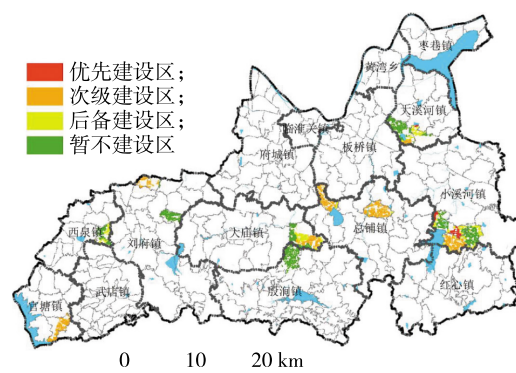 优先建设区；
次级建设区；
后备建设区；
暂不建设区
枣巷镇
黄湾乡
大溪河镇
临淮关镇
府城镇
板桥镇
小溪河镇
西泉镇
刘府镇
大庙镇
总铺镇
官塘镇
武店镇
殷涧镇
红心镇
0 10 20 km